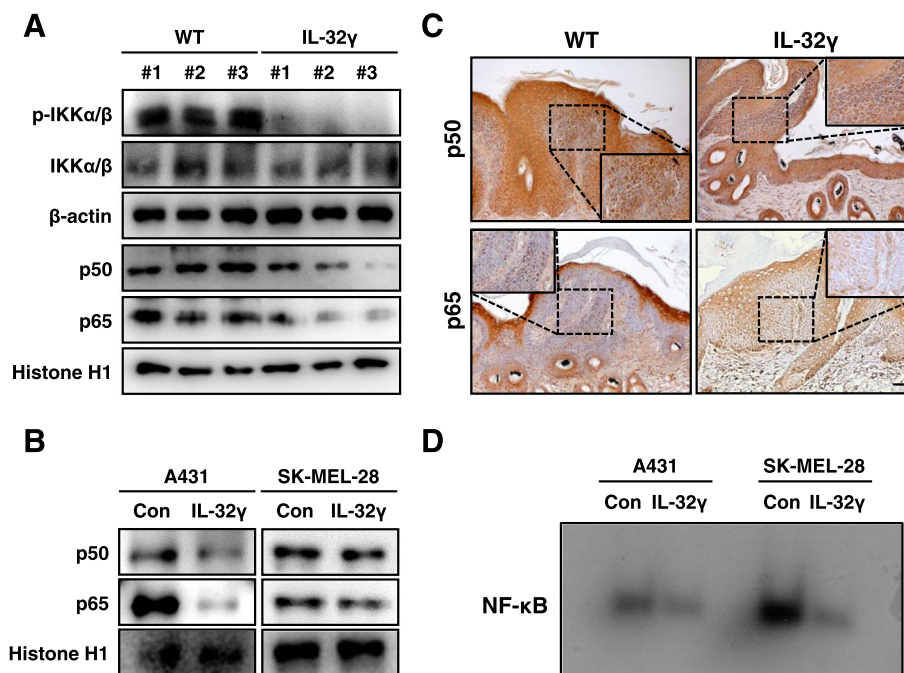 A
WT IL-32γ
#1 #2 #3 #1 #2 #3
p-IKKα/β
IKKα/β
β-actin
p50
p65
Histone H1
B
A431 SK-MEL-28
Con IL-32γ Con IL-32γ
p50
p65
Histone H1
C
WT IL-32γ
p50
p65
D
A431 SK-MEL-28
Con IL-32γ Con IL-32γ
NF-κB